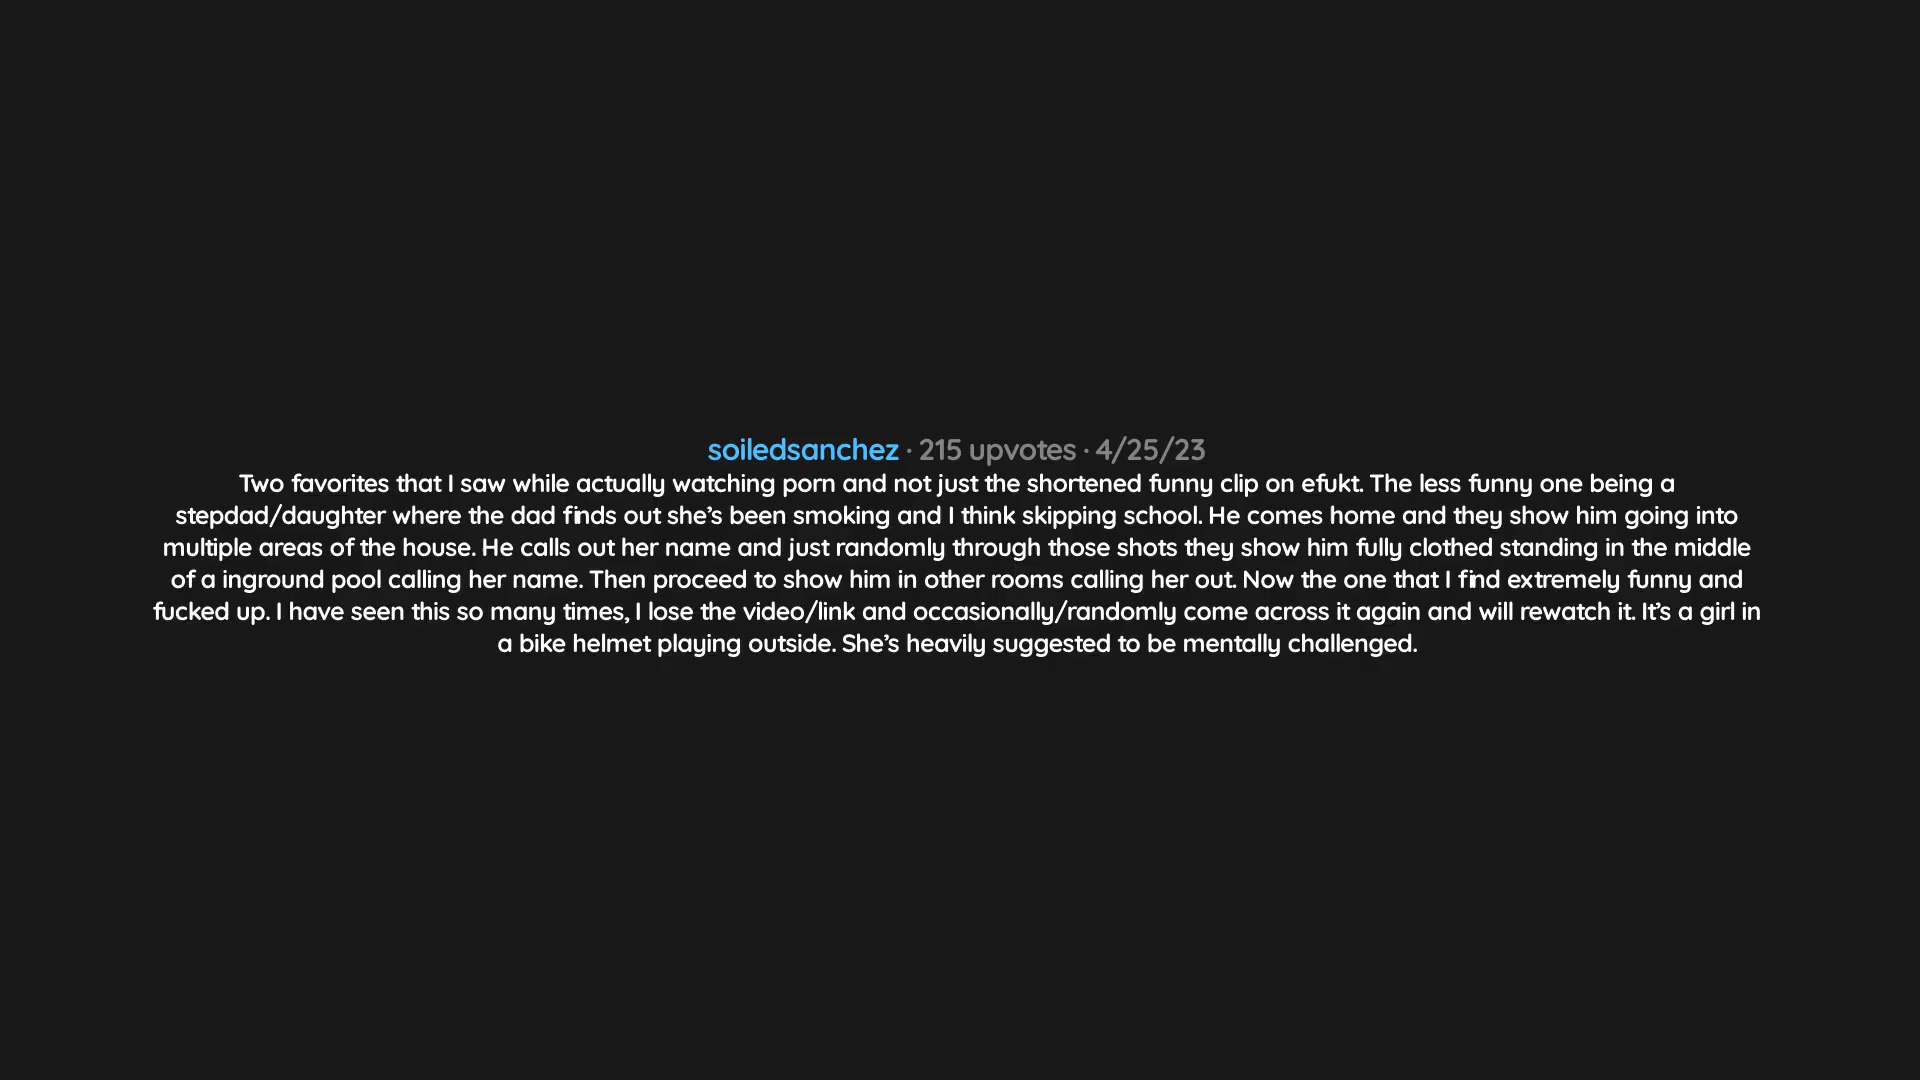 soiledsanchez · 215 upvotes · 4/25/23
Two favorites that I saw while actually watching porn and not just the shortened funny clip on efukt. The less funny one being a
stepdad/daughter where the dad finds out she’s been smoking and I think skipping school. He comes home and they show him going into
multiple areas of the house. He calls out her name and just randomly through those shots they show him fully clothed standing in the middle
of a inground pool calling her name. Then proceed to show him in other rooms calling her out. Now the one that I find extremely funny and
fucked up. I have seen this so many times, I lose the video/link and occasionally/randomly come across it again and will rewatch it. It’s a girl in
a bike helmet playing outside. She’s heavily suggested to be mentally challenged.